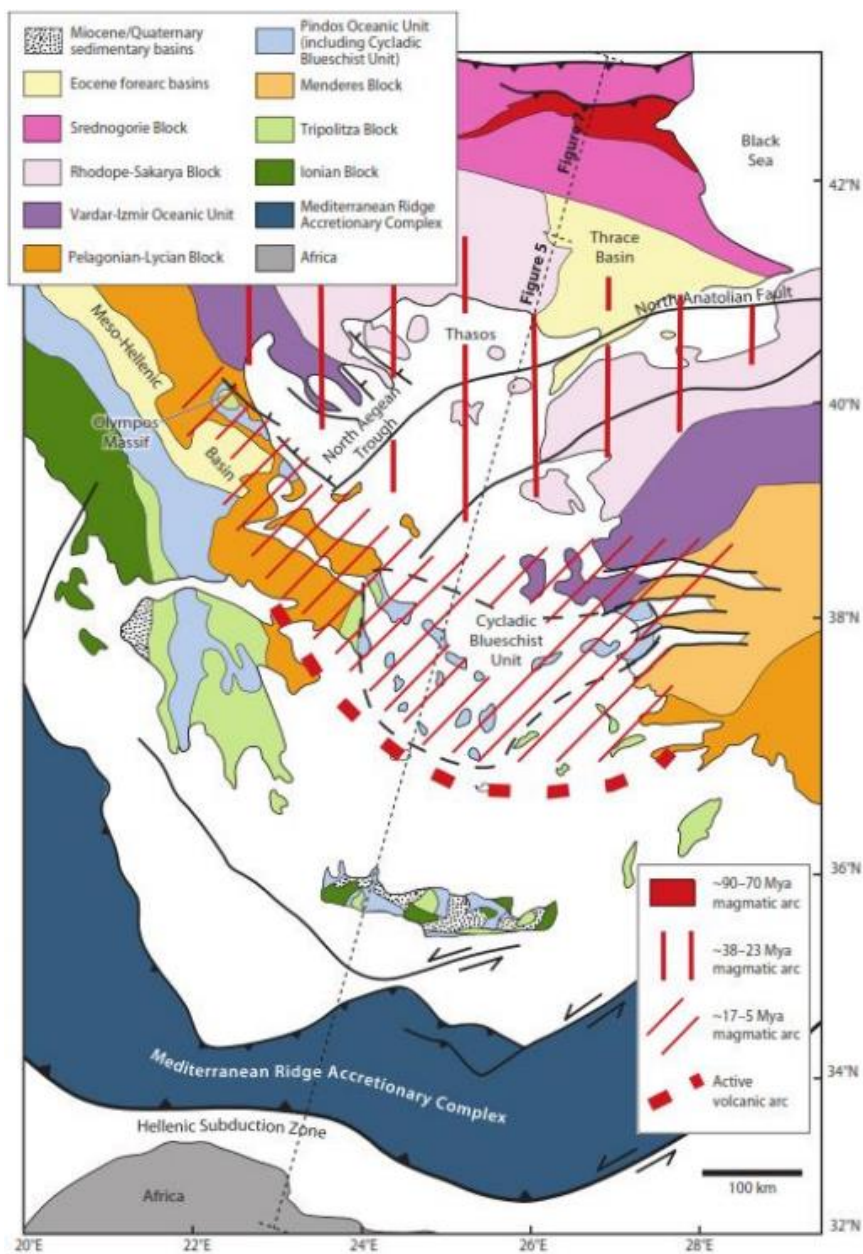 Miocene/Quaternary
sedimentary basins
Eocene forearc basins
Srednogorie Block
Rhodope-Sakarya Block
Vardar-Izmir Oceanic Unit
Pelagonian-Lycian Block
Pindos Oceanic Unit
(including Cycladic
Blueschist Unit)
Menderes Block
Tripolitza Block
Ionian Block
Mediterranean Ridge
Accretionary Complex
Africa
Black
Sea
Figure 7
42°N
Thrace
Basin
Figure 5
North Anatolian Fault
Meso-Hellenic
Basin
Thasos
Olympos
Massif
North Aegean
Trough
40°N
Cycladic
Blueschist
Unit
38°N
36°N
~90–70 Mya
magmatic arc
~38–23 Mya
magmatic arc
~17–5 Mya
magmatic arc
Active
volcanic arc
Mediterranean Ridge Accretionary Complex
34°N
Hellenic Subduction Zone
Africa
100 km
32°N
20°E
22°E
24°E
26°E
28°E